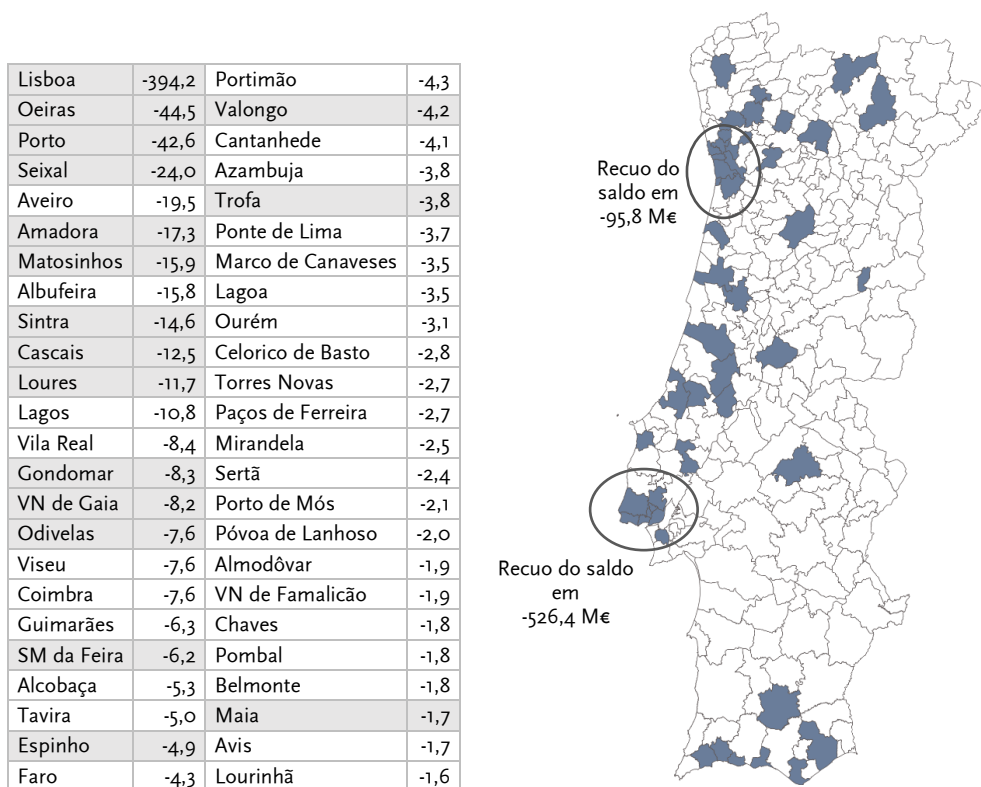 Lisboa -394,2 Portimão -4,3
Oeiras -44,5 Valongo -4,2
Porto -42,6 Cantanhede -4,1
Seixal -24,0 Azambuja -3,8
Aveiro -19,5 Trofa -3,8
Amadora -17,3 Ponte de Lima -3,7
Matosinhos -15,9 Marco de Canaveses -3,5
Albufeira -15,8 Lagoa -3,5
Sintra -14,6 Ourém -3,1
Cascais -12,5 Celorico de Basto -2,8
Loures -11,7 Torres Novas -2,7
Lagos -10,8 Paços de Ferreira -2,7
Vila Real -8,4 Mirandela -2,5
Gondomar -8,3 Sertã -2,4
VN de Gaia -8,2 Porto de Mós -2,1
Odivelas -7,6 Póvoa de Lanhoso -2,0
Viseu -7,6 Almodôvar -1,9
Coimbra -7,6 VN de Famalicão -1,9
Guimarães -6,3 Chaves -1,8
SM da Feira -6,2 Pombal -1,8
Alcobaça -5,3 Belmonte -1,8
Tavira -5,0 Maia -1,7
Espinho -4,9 Avis -1,7
Faro -4,3 Lourinhã -1,6
Recuo do
saldo em
-95,8 M€
Recuo do saldo
em
-526,4 M€